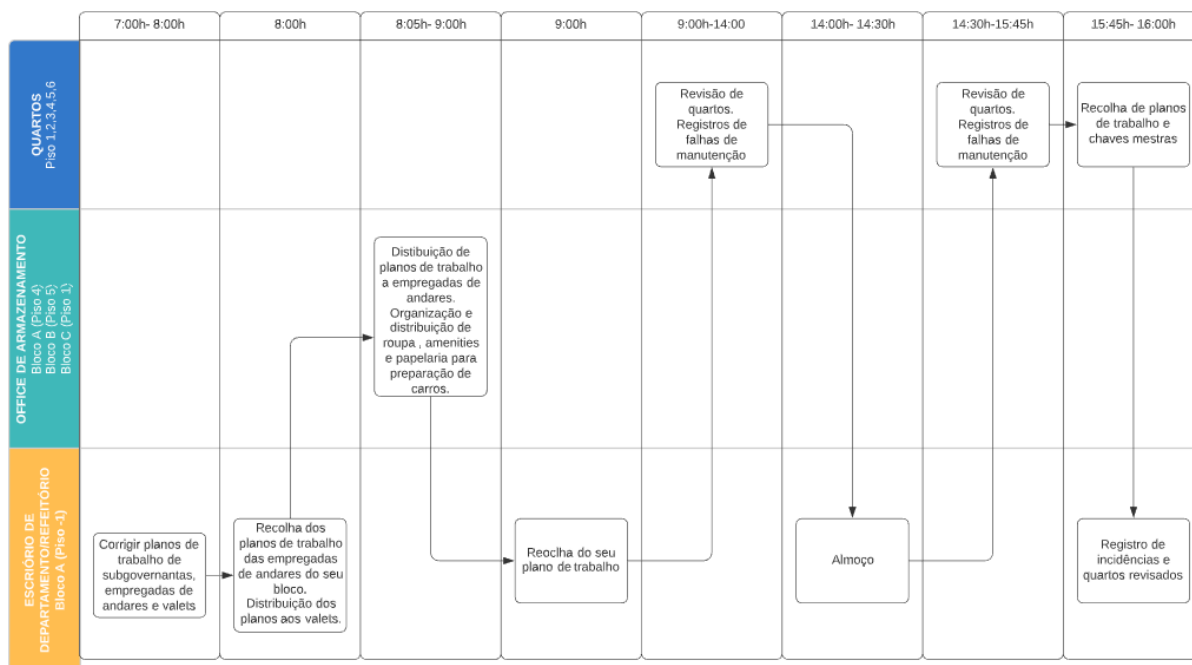 7:00h- 8:00h
8:00h
8:05h- 9:00h
9:00h
9:00h-14:00
14:00h- 14:30h
14:30h-15:45h
15:45h- 16:00h
QUARTOS
Piso 1,2,3,4,5,6
Revisão de
quartos.
Registros de
falhas de
manutenção
Revisão de
quartos.
Registros de
falhas de
manutenção
Recolha de planos
de trabalho e
chaves mestras
OFFICE DE ARMAZENAMENTO
Bloco A (Piso 4)
Bloco B (Piso 5)
Bloco C (Piso 1)
Distibuição de
planos de trabalho
a empregadas de
andares.
Organização e
distribuição de
roupa , amenities
e papelaria para
preparação de
carros.
ESCRIÓRIO DE
DEPARTAMENTO/REFEITÓRIO
Bloco A (Piso -1)
Corrigir planos de
trabalho de
subgovernantas,
empregadas de
andares e valets
Recolha dos
planos de trabalho
das empregadas
de andares do seu
bloco.
Distribuição dos
planos aos valets.
Reoclha do seu
plano de trabalho
Almoço
Registro de
incidências e
quartos revisados